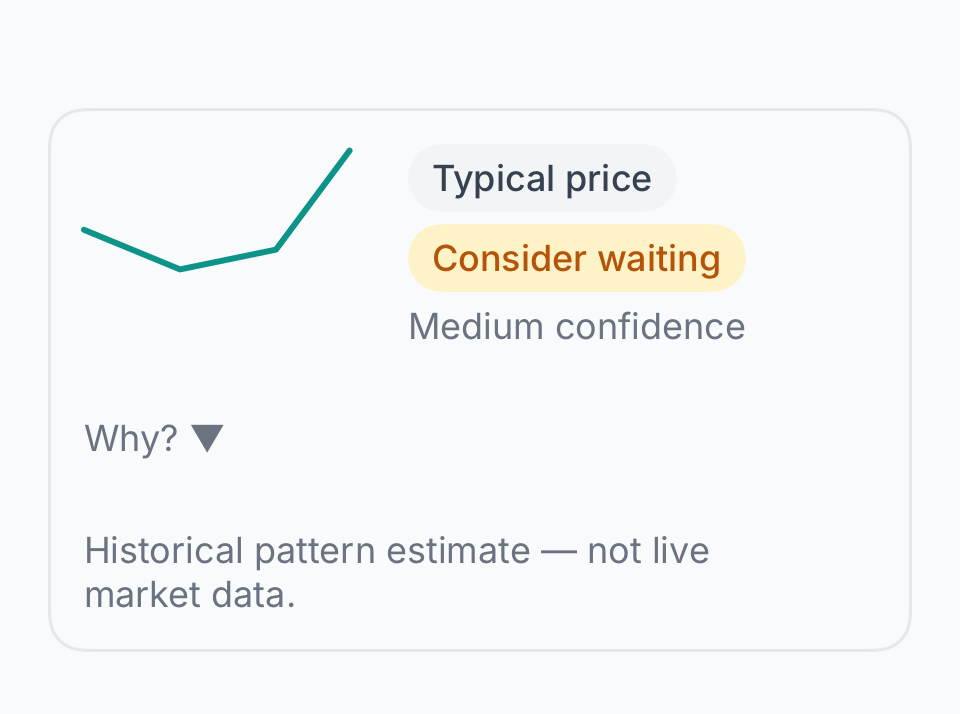 Typical price
Consider waiting
Medium confidence
Why? ▼
Historical pattern estimate — not live
market data.